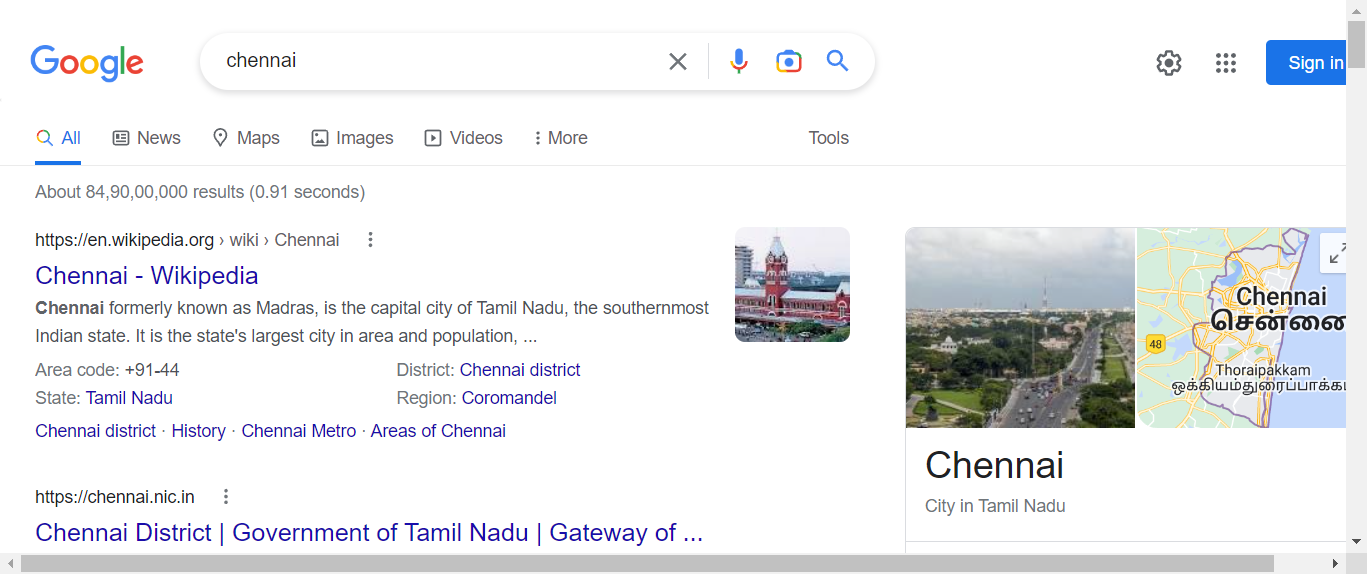 Google
chennai
Sign in
All News Maps Images Videos More Tools
About 84,90,00,000 results (0.91 seconds)
https://en.wikipedia.org › wiki › Chennai
Chennai - Wikipedia
Chennai formerly known as Madras, is the capital city of Tamil Nadu, the southernmost
Indian state. It is the state's largest city in area and population, ...
Area code: +91-44 District: Chennai district
State: Tamil Nadu Region: Coromandel
Chennai district · History · Chennai Metro · Areas of Chennai
https://chennai.nic.in
Chennai District | Government of Tamil Nadu | Gateway of ...
Chennai
சென்னை
48
Thoraipakkam
Chennai
City in Tamil Nadu